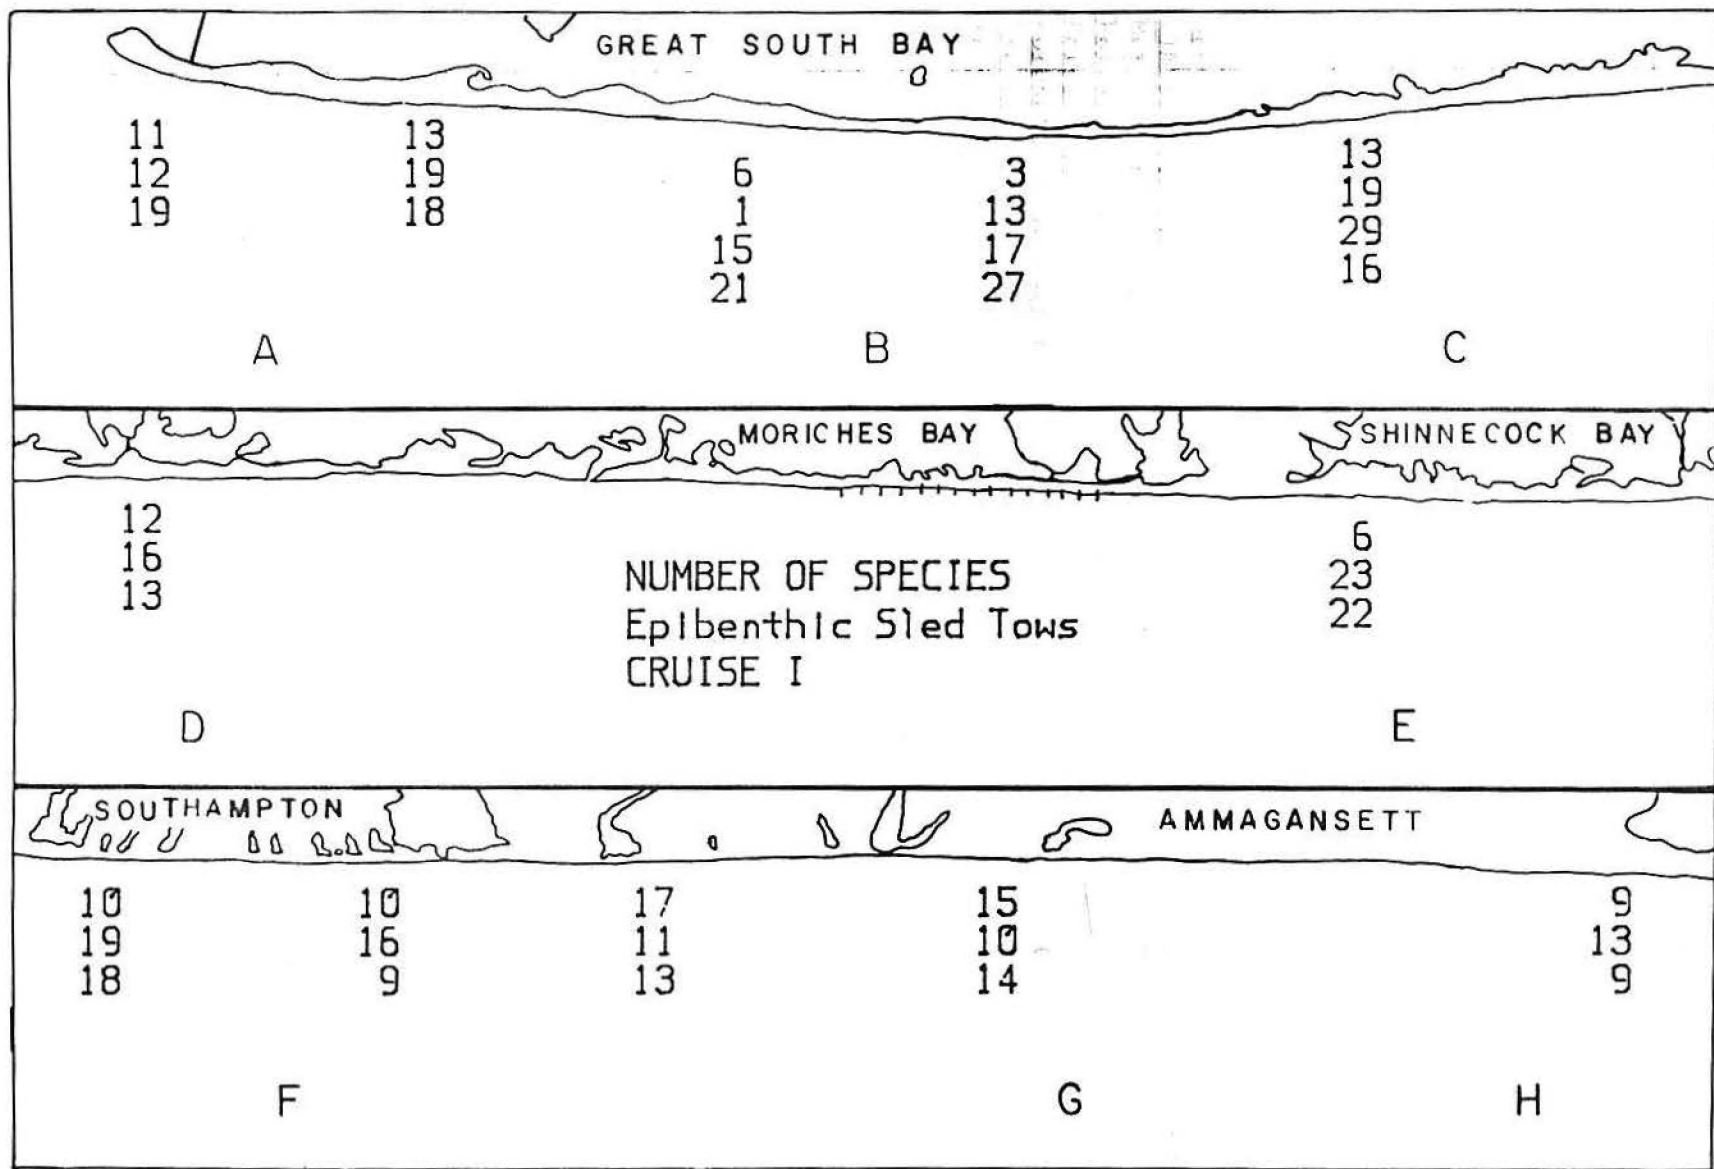 GREAT SOUTH BAY
11 13
12 19 6 3 13
19 18 1 13 19
15 17 29
21 27 16
A B C
MORICHES BAY SHINNECOCK BAY
12 6
16 NUMBER OF SPECIES 23
13 Epibenthic Sled Tows 22
CRUISE I
D E
SOUTHAMPTON AMMAGANSETT
10 10 17 15 9
19 16 11 10 13
18 9 13 14 9
F G H